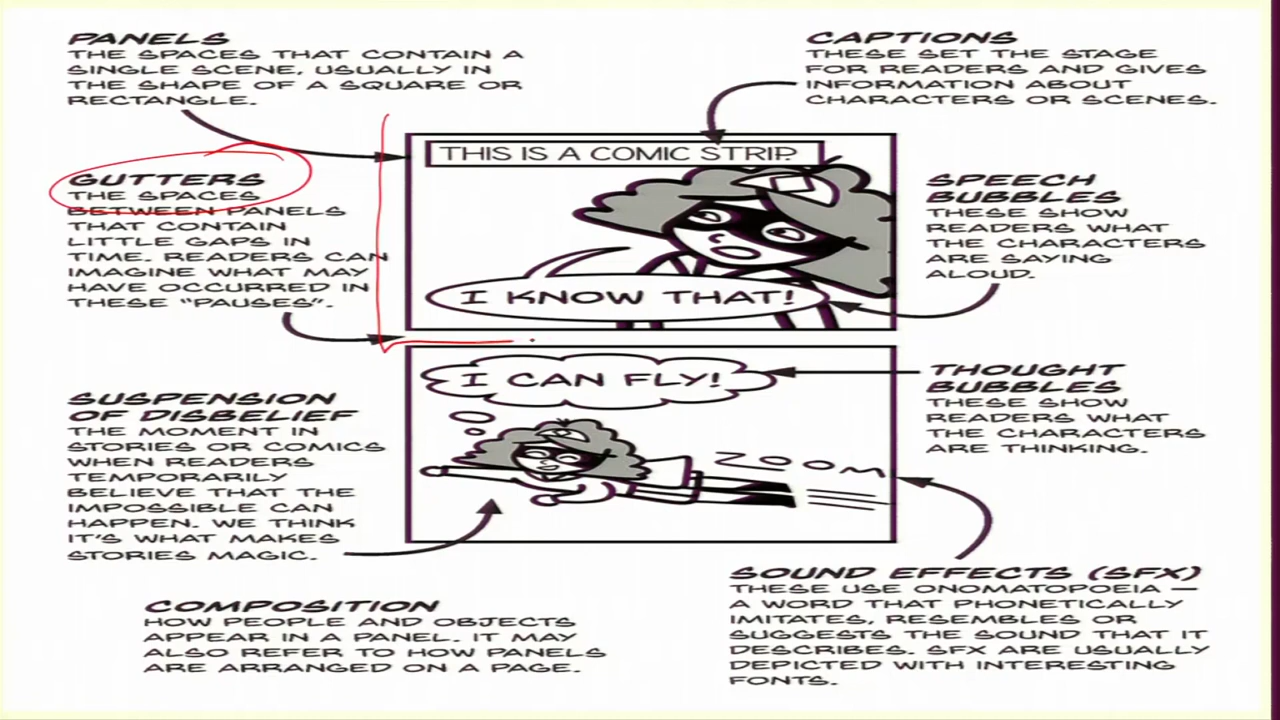 PANELS
THE SPACES THAT CONTAIN A
SINGLE SCENE, USUALLY IN
THE SHAPE OF A SQUARE OR
RECTANGLE.
CAPTIONS
THESE SET THE STAGE
FOR READERS AND GIVES
INFORMATION ABOUT
CHARACTERS OR SCENES.
THIS IS A COMIC STRIP.
GUTTERS
THE SPACES
BETWEEN PANELS
THAT CONTAIN
LITTLE GAPS IN
TIME. READERS CAN
IMAGINE WHAT MAY
HAVE OCCURRED IN
THESE "PAUSES".
SPEECH
BUBBLES
THESE SHOW
READERS WHAT
THE CHARACTERS
ARE SAYING
ALOUD.
I KNOW THAT!
I CAN FLY!
THOUGHT
BUBBLES
THESE SHOW
READERS WHAT
THE CHARACTERS
ARE THINKING.
SUSPENSION
OF DISBELIEF
THE MOMENT IN
STORIES OR COMICS
WHEN READERS
TEMPORARILY
BELIEVE THAT THE
IMPOSSIBLE CAN
HAPPEN. WE THINK
IT'S WHAT MAKES
STORIES MAGIC.
ZOOM
SOUND EFFECTS (SFX)
THESE USE ONOMATOPOEIA —
A WORD THAT PHONETICALLY
IMITATES, RESEMBLES OR
SUGGESTS THE SOUND THAT IT
DESCRIBES. SFX ARE USUALLY
DEPICTED WITH INTERESTING
FONTS.
COMPOSITION
HOW PEOPLE AND OBJECTS
APPEAR IN A PANEL. IT MAY
ALSO REFER TO HOW PANELS
ARE ARRANGED ON A PAGE.